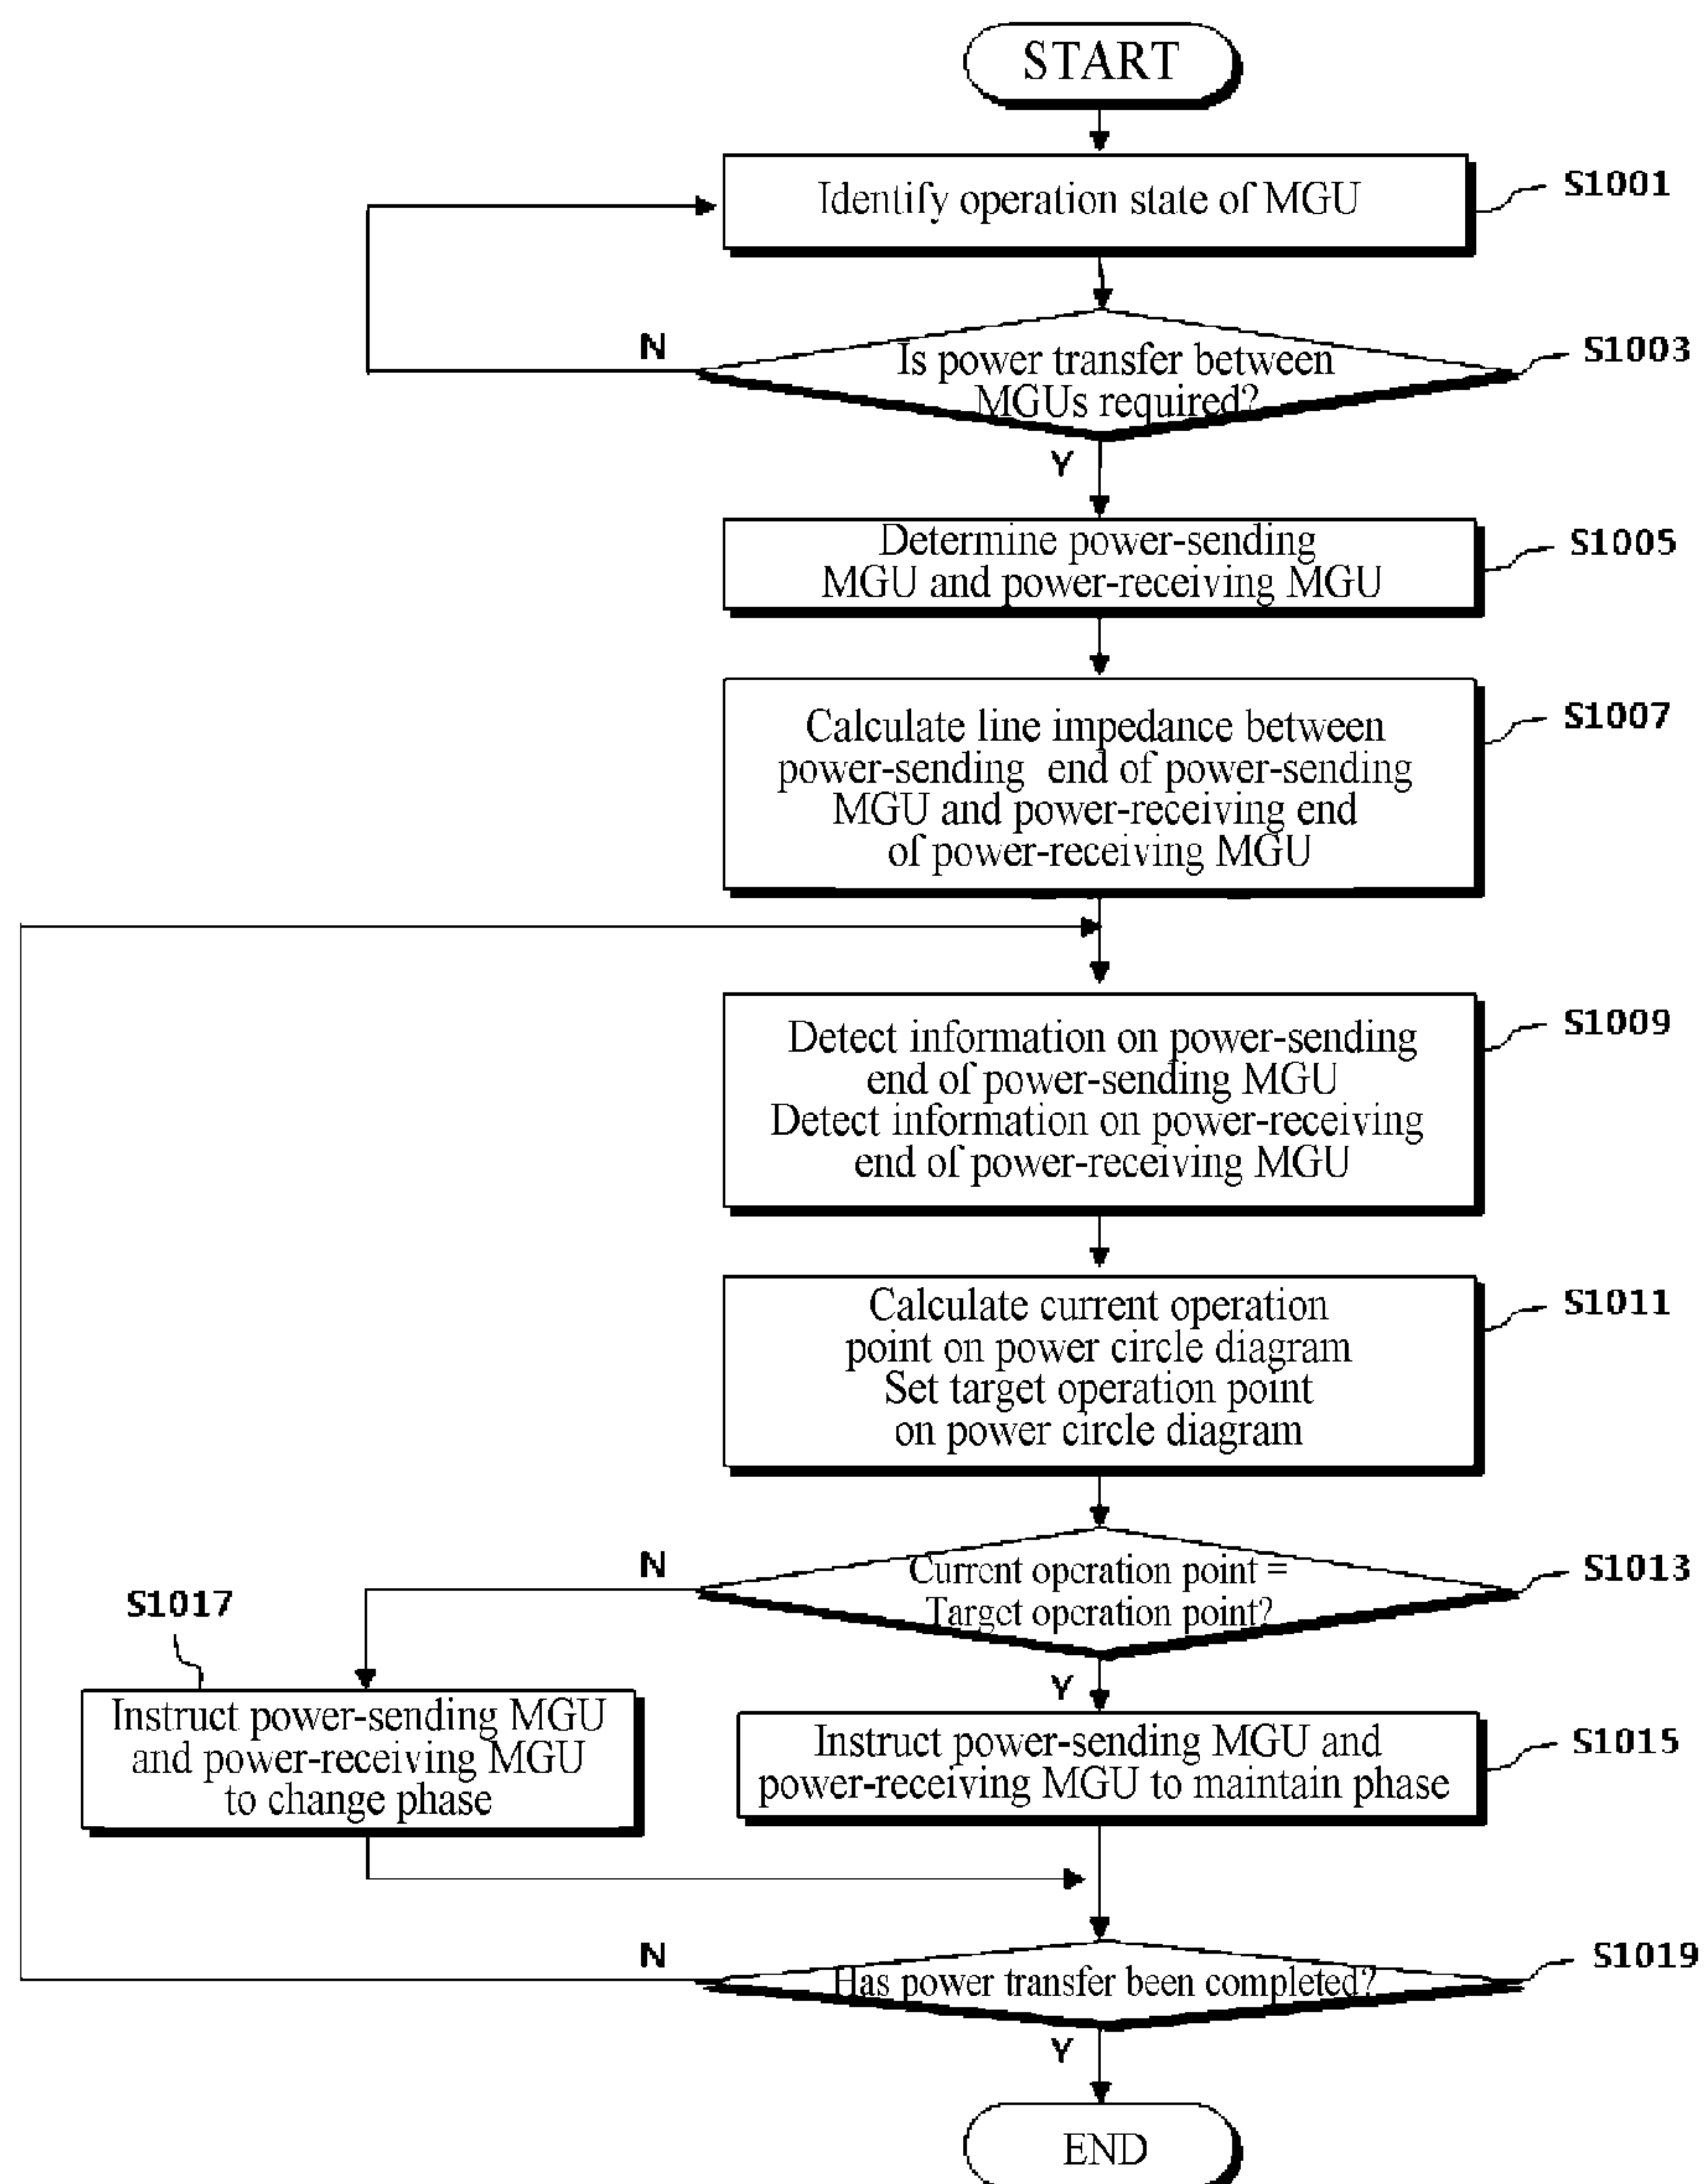 START
Identify operation state of MGU
S1001
N
Is power transfer between
MGUs required?
S1003
Y
Determine power-sending
MGU and power-receiving MGU
S1005
Calculate line impedance between
power-sending end of power-sending
MGU and power-receiving end
of power-receiving MGU
S1007
Detect information on power-sending
end of power-sending MGU
Detect information on power-receiving
end of power-receiving MGU
S1009
Calculate current operation
point on power circle diagram
Set target operation point
on power circle diagram
S1011
N
Current operation point =
Target operation point?
S1013
S1017
Y
Instruct power-sending MGU
and power-receiving MGU
to change phase
Instruct power-sending MGU and
power-receiving MGU to maintain phase
S1015
N
Has power transfer been completed?
S1019
Y
END